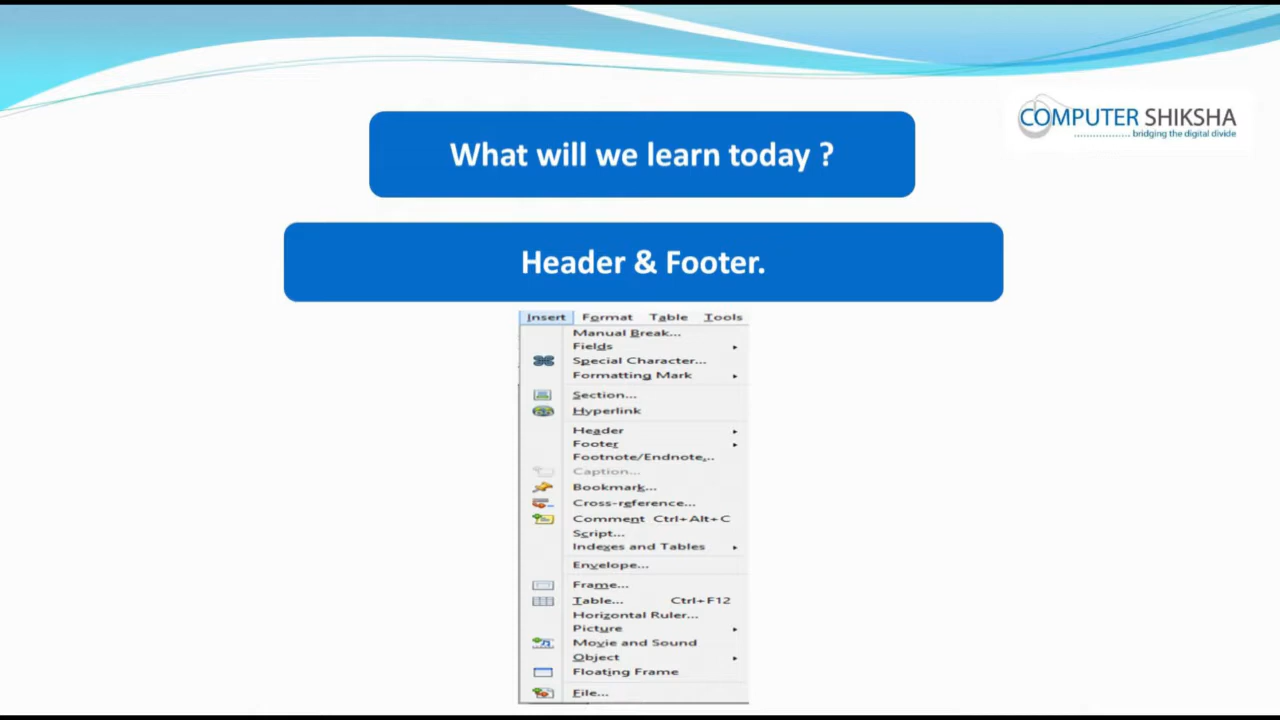 COMPUTER SHIKSHA
bridging the digital divide
What will we learn today ?
Header & Footer.
Insert Format Table Tools
Manual Break...
Fields
Special Character...
Formatting Mark
Section...
Hyperlink
Header
Footer
Footnote/Endnote...
Caption...
Bookmark...
Cross-reference...
Comment Ctrl+Alt+C
Script...
Indexes and Tables
Envelope...
Frame...
Table... Ctrl+F12
Horizontal Ruler...
Picture
Movie and Sound
Object
Floating Frame
File...